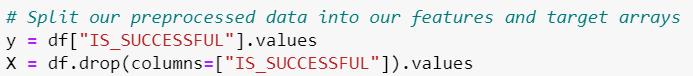 # Split our preprocessed data into our features and target arrays
y = df["IS_SUCCESSFUL"].values
X = df.drop(columns=["IS_SUCCESSFUL"]).values